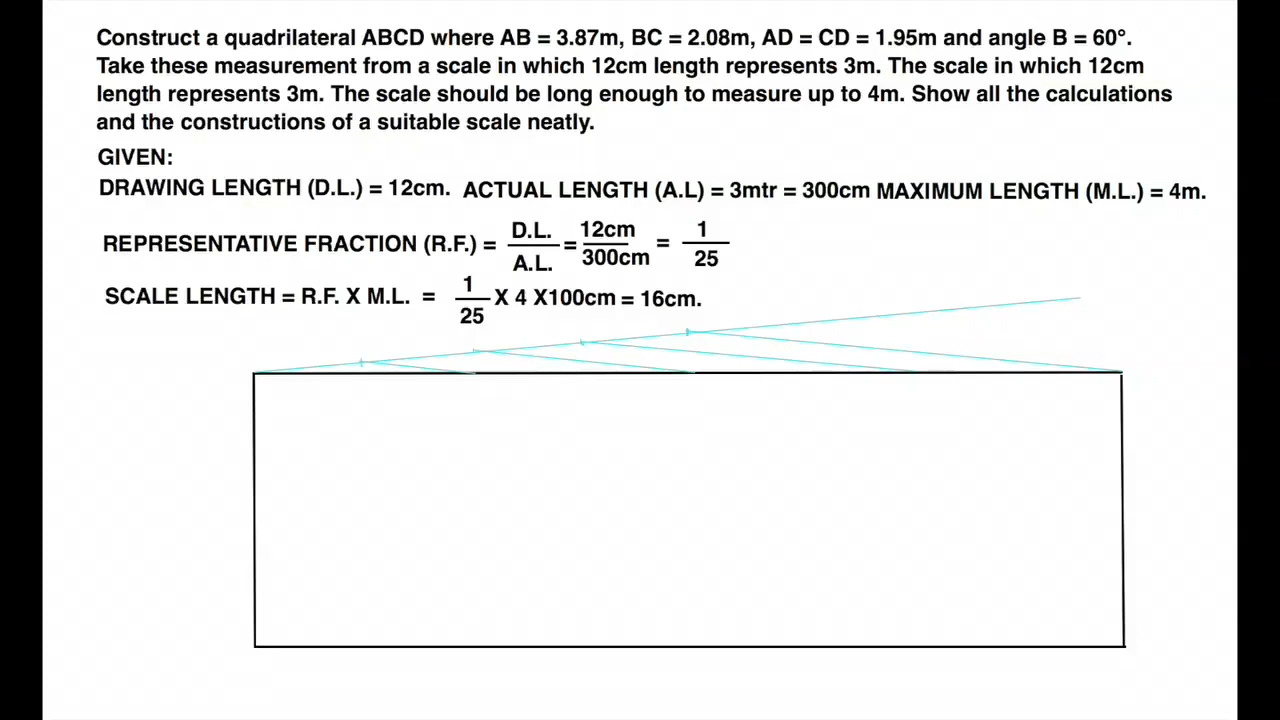 Construct a quadrilateral ABCD where AB = 3.87m, BC = 2.08m, AD = CD = 1.95m and angle B = 60°.
Take these measurement from a scale in which 12cm length represents 3m. The scale in which 12cm
length represents 3m. The scale should be long enough to measure up to 4m. Show all the calculations
and the constructions of a suitable scale neatly.
GIVEN:
DRAWING LENGTH (D.L.) = 12cm. ACTUAL LENGTH (A.L) = 3mtr = 300cm MAXIMUM LENGTH (M.L.) = 4m.
REPRESENTATIVE FRACTION (R.F.) = D.L. / A.L. = 12cm / 300cm = 1 / 25
SCALE LENGTH = R.F. X M.L. = 1 / 25 X 4 X100cm = 16cm.